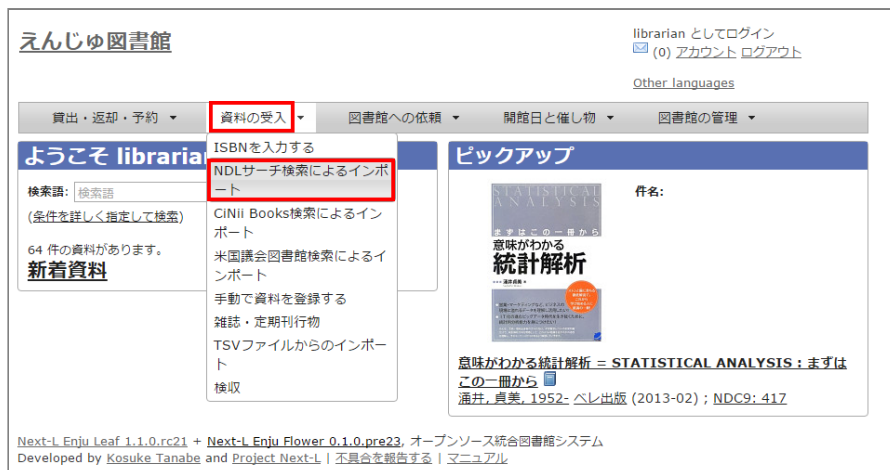 えんじゅ図書館
librarian としてログイン
(0) アカウント ログアウト
Other languages
貸出・返却・予約 ▼
資料の受入 ▼
図書館への依頼 ▼
開館日と催し物 ▼
図書館の管理 ▼
ようこそ libraria
検索語: 検索語
(条件を詳しく指定して検索)
64 件の資料があります。
新着資料
ISBNを入力する
NDLサーチ検索によるインポ
ート
CiNii Books検索によるイン
ポート
米国議会図書館検索によるイ
ンポート
手動で資料を登録する
雑誌・定期刊行物
TSVファイルからのインポー
ト
検収
ピックアップ
STATISTICAL
ANALYSIS
まずはこの一冊から
意味がわかる
統計解析
涌井貞美
件名:
意味がわかる統計解析 = STATISTICAL ANALYSIS : まずは
この一冊から
涌井, 貞美, 1952- ベレ出版 (2013-02) ; NDC9: 417
Next-L Enju Leaf 1.1.0.rc21 + Next-L Enju Flower 0.1.0.pre23, オープンソース統合図書館システム
Developed by Kosuke Tanabe and Project Next-L | 不具合を報告する | マニュアル